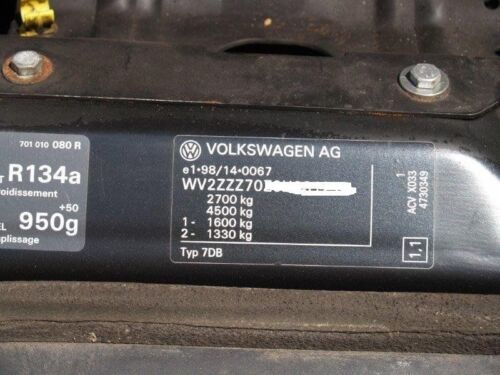 701 010 080 R
R134a
roidissement
+50
950g
plissage
VOLKSWAGEN AG
e1*98/14*0067
WV2ZZZ70
2700 kg
4500 kg
1- 1600 kg
2- 1330 kg
Typ 7DB
1
ACV X033
4730349
1,1